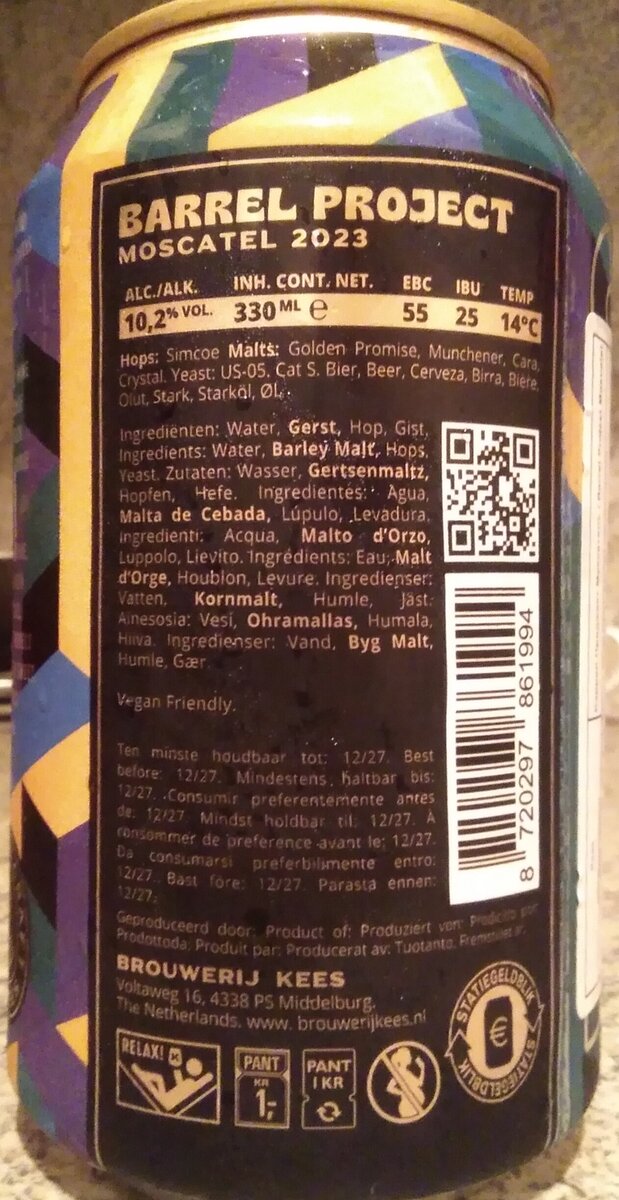 BARREL PROJECT
MOSCATEL 2023
ALC./ALK. INH. CONT. NET. EBC IBU TEMP
10,2% VOL. 330 ML e 55 25 14°C
Hops: Simcoe Malts: Golden Promise, Munchener, Cara,
Crystal. Yeast: US-05. Cat S. Bier, Beer, Cerveza, Birra, Bière,
Olut, Stark, Starköl, ØL.
Ingrediënten: Water, Gerst, Hop, Gist,
Ingredients: Water, Barley Malt, Hops,
Yeast. Zutaten: Wasser, Gertsenmaltz,
Hopfen, Hefe. Ingredientes: Agua,
Malta de Cebada, Lúpulo, Levadura,
Ingredienti: Acqua, Malto d'Orzo,
Luppolo, Lievito. Ingrédients: Eau, Malt
d'Orge, Houblon, Levure. Ingredienser:
Vatten, Kornmalt, Humle, Jäst.
Ainesosia: Vesi, Ohramallas, Humala,
Hiiva. Ingredienser: Vand, Byg Malt,
Humle, Gær.
Vegan Friendly.
Ten minste houdbaar tot: 12/27. Best
before: 12/27. Mindestens haltbar bis:
12/27. Consumir preferentemente antes
de: 12/27. Mindst holdbar til: 12/27. À
consommer de preference avant le: 12/27.
Da consumarsi preferbilmente entro:
12/27. Bast fore: 12/27. Parasta ennen:
12/27.
Geproduceerd door: Product of: Produziert von:
Prodottoda: Produit par: Producerat av: Tuotanto.
BROUWERIJ KEES
Voltaweg 16, 4338 PS Middelburg,
The Netherlands. www. brouwerijkees.nl
8 720297 861994
RELAX!
PANT
KR
1,-
PANT
1 KR
STATIEGELDBLIK
€
STATIEGELDBLIK